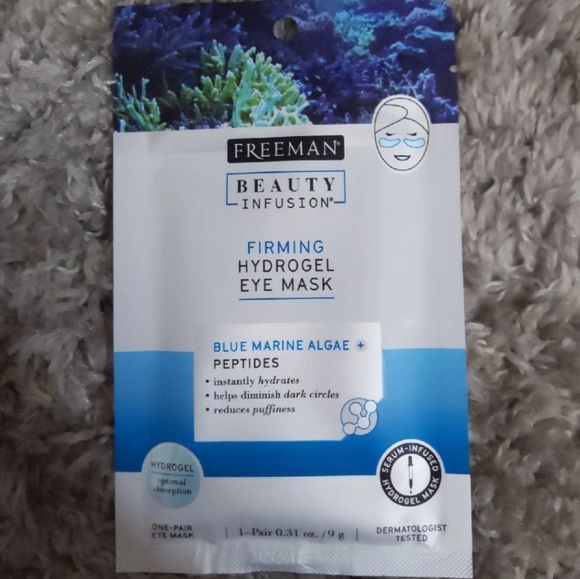 FREEMAN®
BEAUTY
INFUSION®
FIRMING
HYDROGEL
EYE MASK
BLUE MARINE ALGAE +
PEPTIDES
• instantly hydrates
• helps diminish dark circles
• reduces puffiness
HYDROGEL
optimal
absorption
SERUM-INFUSED
HYDROGEL MASK
ONE-PAIR
EYE MASK
1-Pair 0.31 oz. / 9 g
DERMATOLOGIST
TESTED